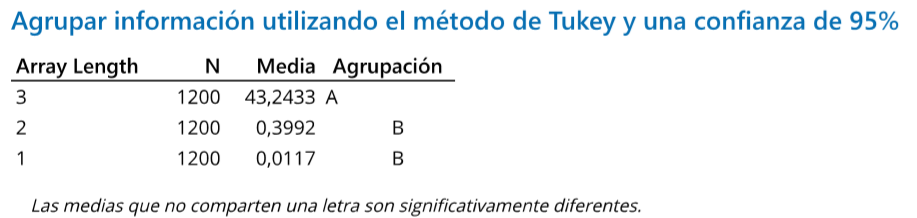 Agrupar información utilizando el método de Tukey y una confianza de 95%
Array Length N Media Agrupación
3 1200 43,2433 A
2 1200 0,3992 B
1 1200 0,0117 B
Las medias que no comparten una letra son significativamente diferentes.